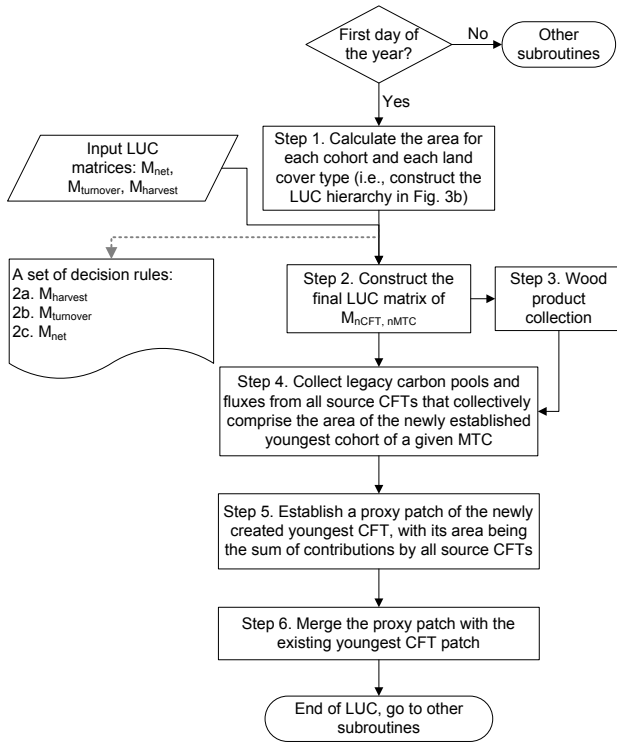 First day of
the year?
No
Other
subroutines
Yes
Input LUC
matrices: Mnet,
Mturnover, Mharvest
Step 1. Calculate the area for
each cohort and each land
cover type (i.e., construct the
LUC hierarchy in Fig. 3b)
A set of decision rules:
2a. Mharvest
2b. Mturnover
2c. Mnet
Step 2. Construct the
final LUC matrix of
MnCFT, nMTC
Step 3. Wood
product
collection
Step 4. Collect legacy carbon pools and
fluxes from all source CFTs that collectively
comprise the area of the newly established
youngest cohort of a given MTC
Step 5. Establish a proxy patch of the newly
created youngest CFT, with its area being
the sum of contributions by all source CFTs
Step 6. Merge the proxy patch with the
existing youngest CFT patch
End of LUC, go to other
subroutines